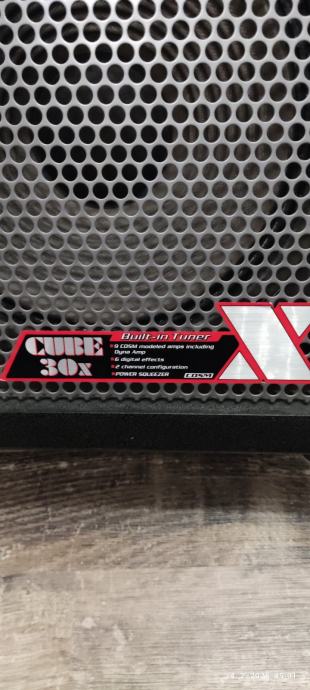 Built-in Tuner
CUBE
30x
9 COSM modeled amps including
Dyna Amp
6 digital effects
2 channel configuration
POWER SQUEEZER
COSM
X